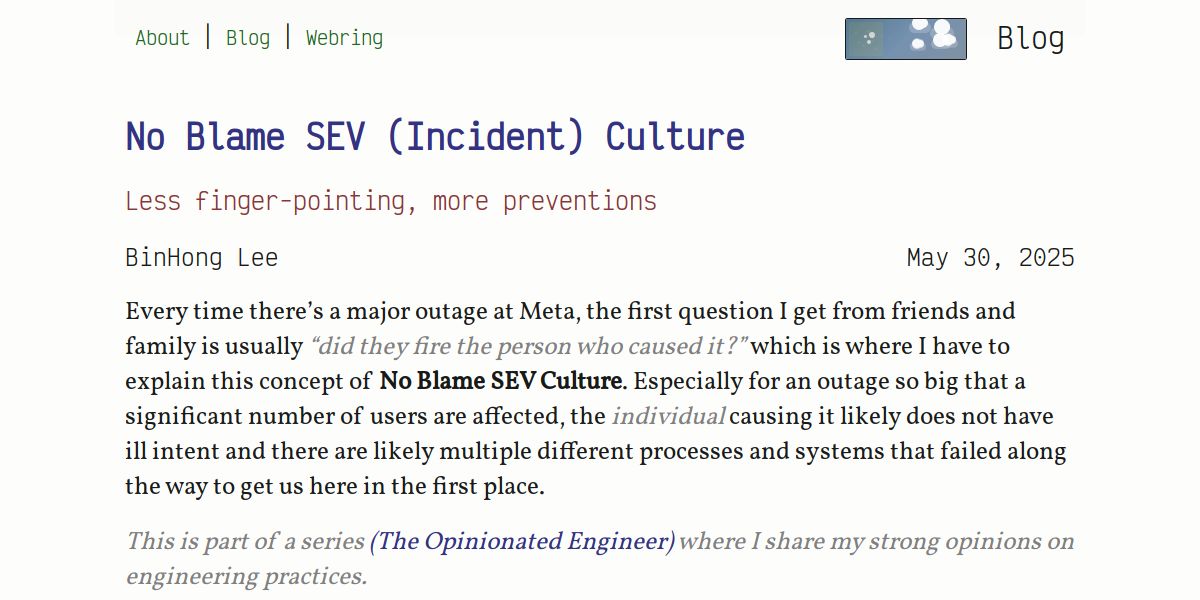 About | Blog | Webring
Blog
No Blame SEV (Incident) Culture
Less finger-pointing, more preventions
BinHong Lee
May 30, 2025
Every time there’s a major outage at Meta, the first question I get from friends and
family is usually “did they fire the person who caused it?” which is where I have to
explain this concept of No Blame SEV Culture. Especially for an outage so big that a
significant number of users are affected, the individual causing it likely does not have
ill intent and there are likely multiple different processes and systems that failed along
the way to get us here in the first place.
This is part of a series (The Opinionated Engineer) where I share my strong opinions on
engineering practices.